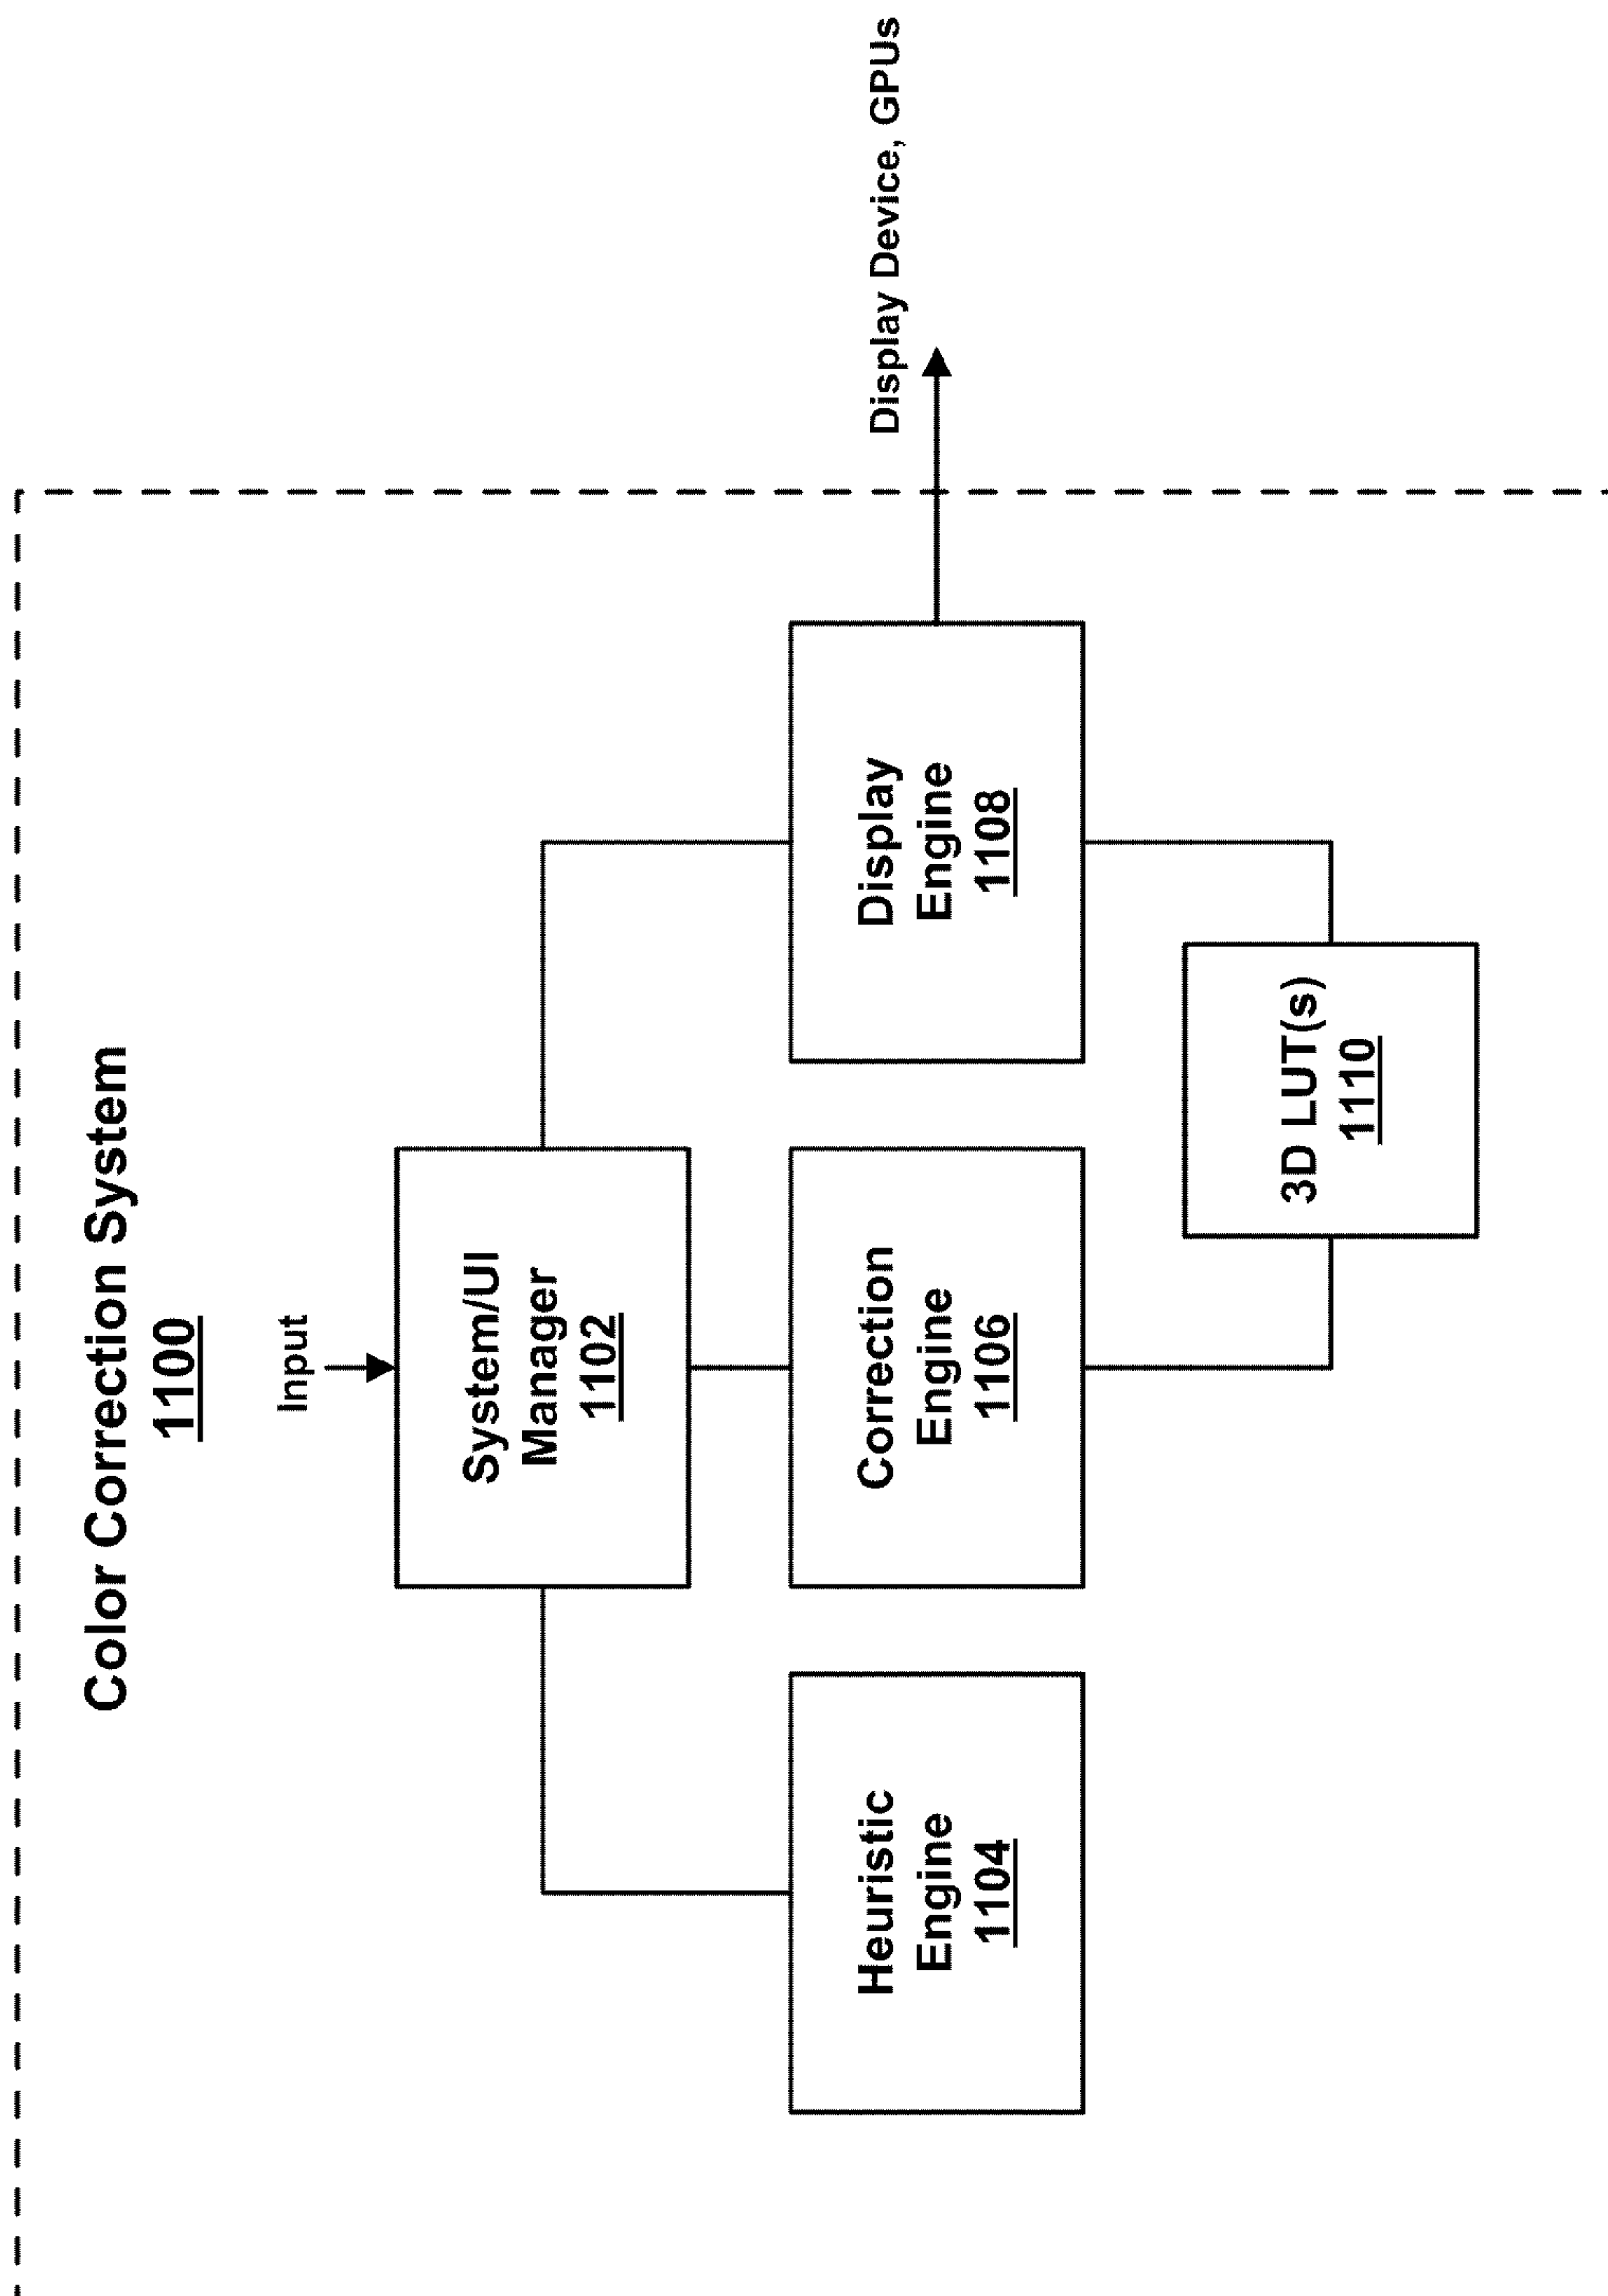 Color Correction System
1100
Input
System/UI
Manager
1102
Heuristic
Engine
1104
Correction
Engine
1106
Display
Engine
1108
Display Device, GPUs
3D LUT(s)
1110